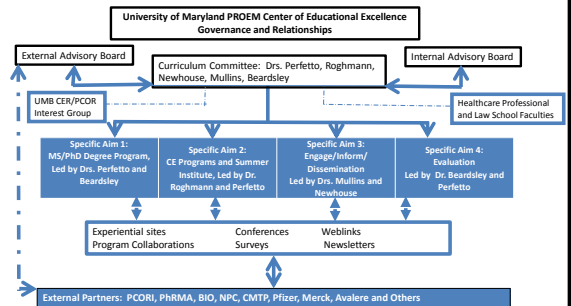 University of Maryland PROEM Center of Educational Excellence
Governance and Relationships
External Advisory Board
Internal Advisory Board
Curriculum Committee: Drs. Perfetto, Roghmann,
Newhouse, Mullins, Beardsley
UMB CER/PCOR
Interest Group
Healthcare Professional
and Law School Faculties
Specific Aim 1:
MS/PhD Degree Program,
Led by Drs. Perfetto and
Beardsley
Specific Aim 2:
CE Programs and Summer
Institute, Led by Dr.
Roghmann and Perfetto
Specific Aim 3:
Engage/Inform/
Dissemination
Led by Drs. Mullins and
Newhouse
Specific Aim 4:
Evaluation
Led by Dr. Beardsley and
Perfetto
Experiential sites Conferences Weblinks
Program Collaborations Surveys Newsletters
External Partners: PCORI, PhRMA, BIO, NPC, CMTP, Pfizer, Merck, Avalere and Others